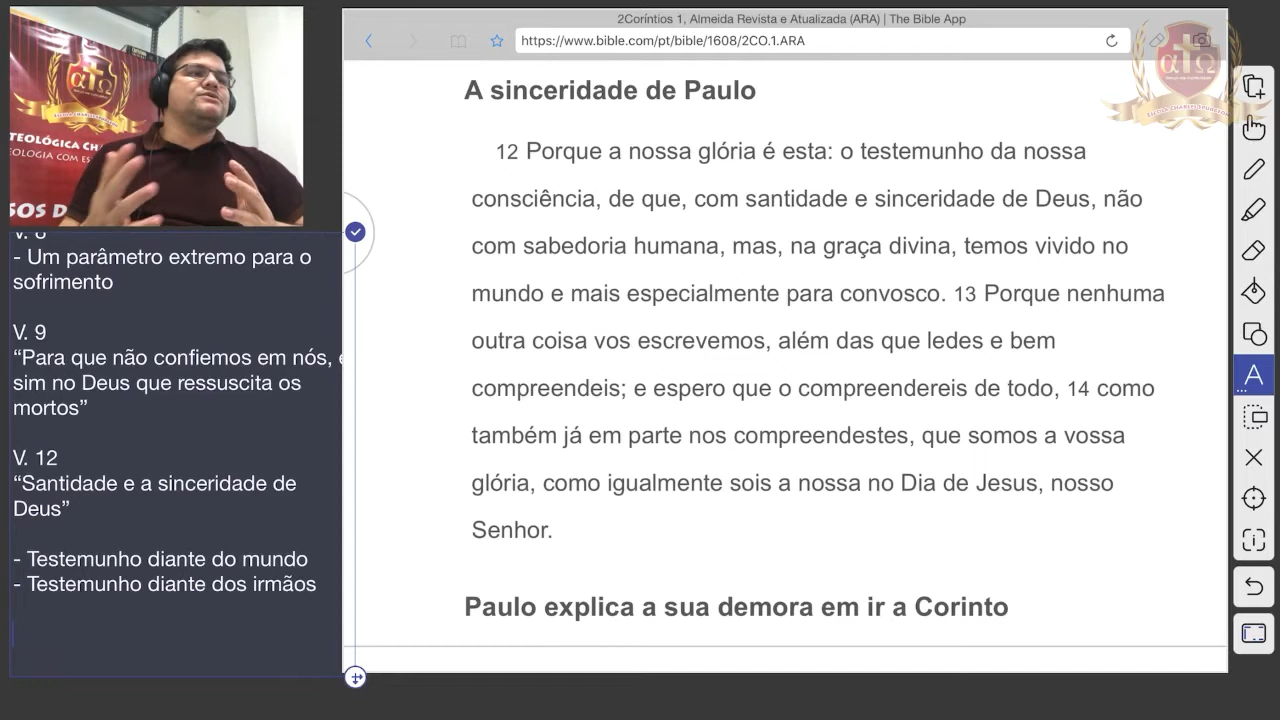 2Coríntios 1, Almeida Revista e Atualizada (ARA) | The Bible App
https://www.bible.com/pt/bible/1608/2CO.1.ARA
A sinceridade de Paulo
12 Porque a nossa glória é esta: o testemunho da nossa
consciência, de que, com santidade e sinceridade de Deus, não
com sabedoria humana, mas, na graça divina, temos vivido no
mundo e mais especialmente para convosco. 13 Porque nenhuma
outra coisa vos escrevemos, além das que ledes e bem
compreendeis; e espero que o compreendereis de todo, 14 como
também já em parte nos compreendestes, que somos a vossa
glória, como igualmente sois a nossa no Dia de Jesus, nosso
Senhor.
Paulo explica a sua demora em ir a Corinto
α Ω
ESCOLA CHARLES SPURGEON
α Ω
TEOLÓGICA CH
OLOGIA COM ES
SOS D
V. 8
- Um parâmetro extremo para o
sofrimento
V. 9
“Para que não confiemos em nós, e
sim no Deus que ressuscita os
mortos”
V. 12
“Santidade e a sinceridade de
Deus”
- Testemunho diante do mundo
- Testemunho diante dos irmãos
A